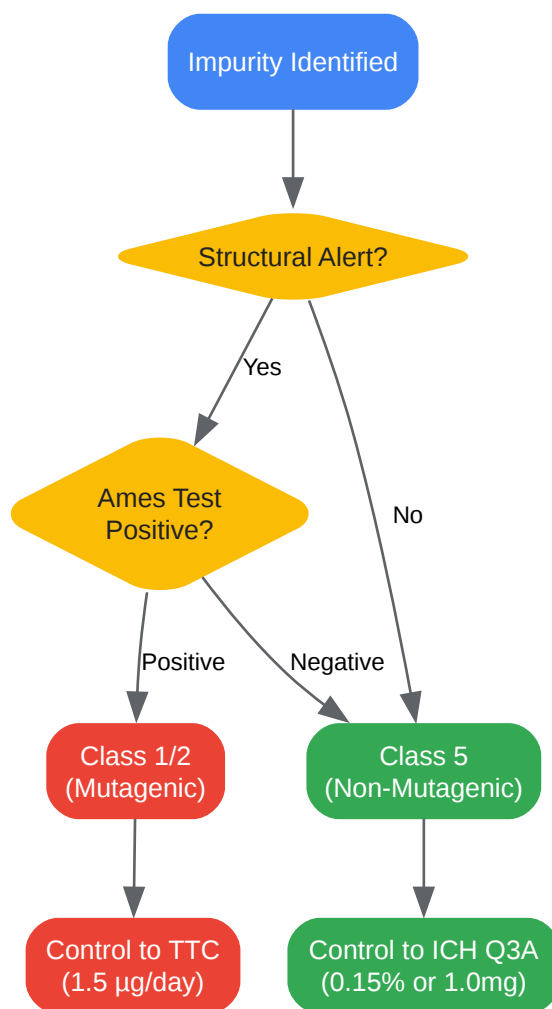 Impurity Identified
Structural Alert?
Yes
No
Ames Test
Positive?
Positive
Negative
Class 1/2
(Mutagenic)
Class 5
(Non-Mutagenic)
Control to TTC
(1.5 µg/day)
Control to ICH Q3A
(0.15% or 1.0mg)